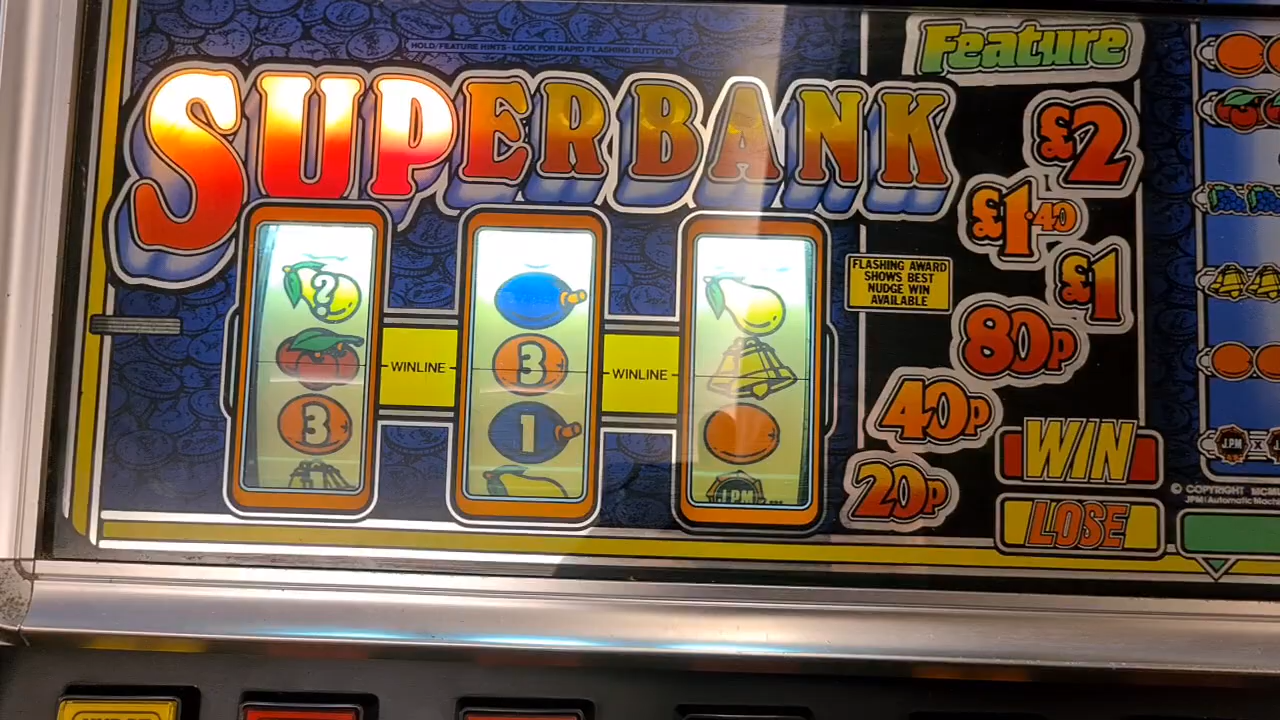 HOLD/FEATURE HINTS - LOOK FOR RAPID FLASHING BUTTONS
SUPERBANK
Feature
£2
£1·40
£1
80p
40p
20p
FLASHING AWARD
SHOWS BEST
NUDGE WIN
AVAILABLE
?
3
3
1
WINLINE
WINLINE
J.P.M
WIN
LOSE
J.P.M
X
© COPYRIGHT
JPM (Automatic